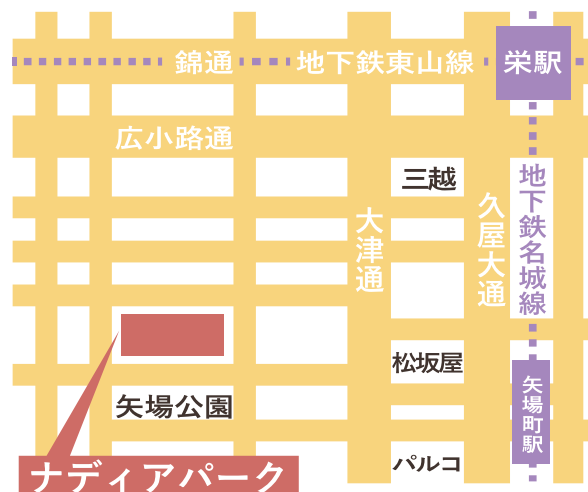 錦通
地下鉄東山線
栄駅
広小路通
三越
地下鉄名城線
久屋大通
大津通
松坂屋
矢場町駅
矢場公園
パルコ
ナディアパーク